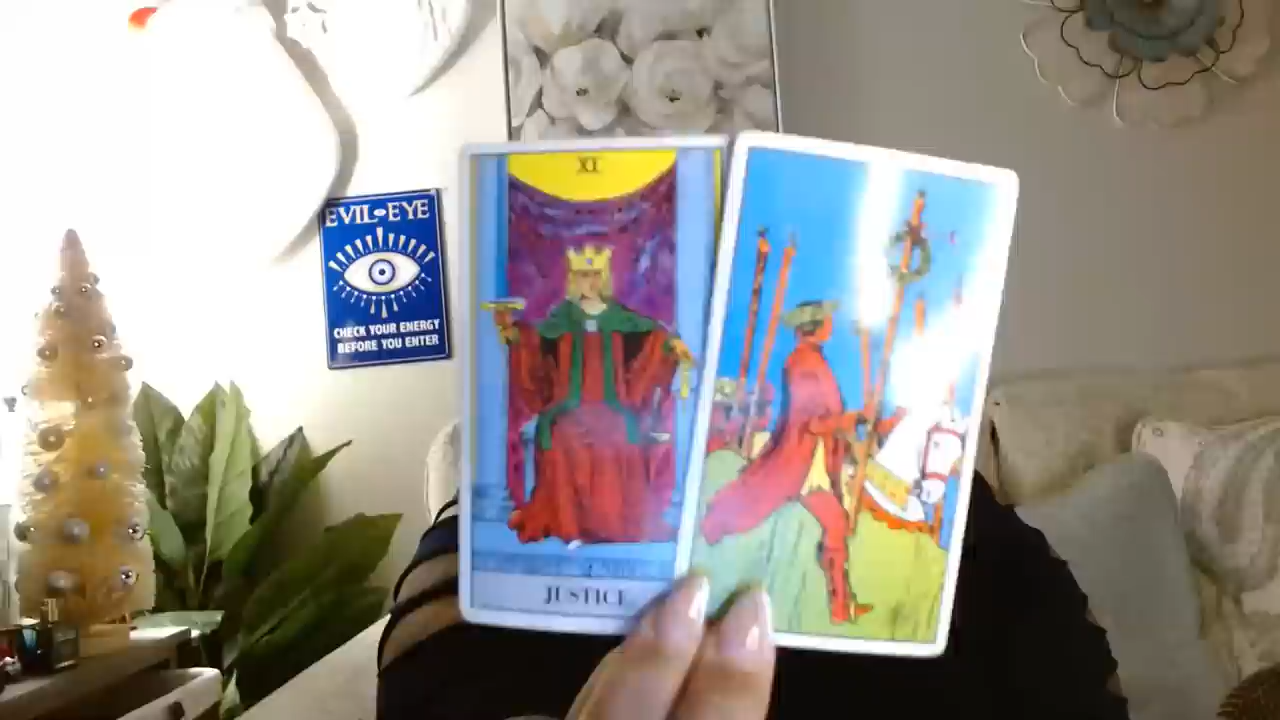 XI
EVIL EYE
CHECK YOUR ENERGY
BEFORE YOU ENTER
JUSTICE